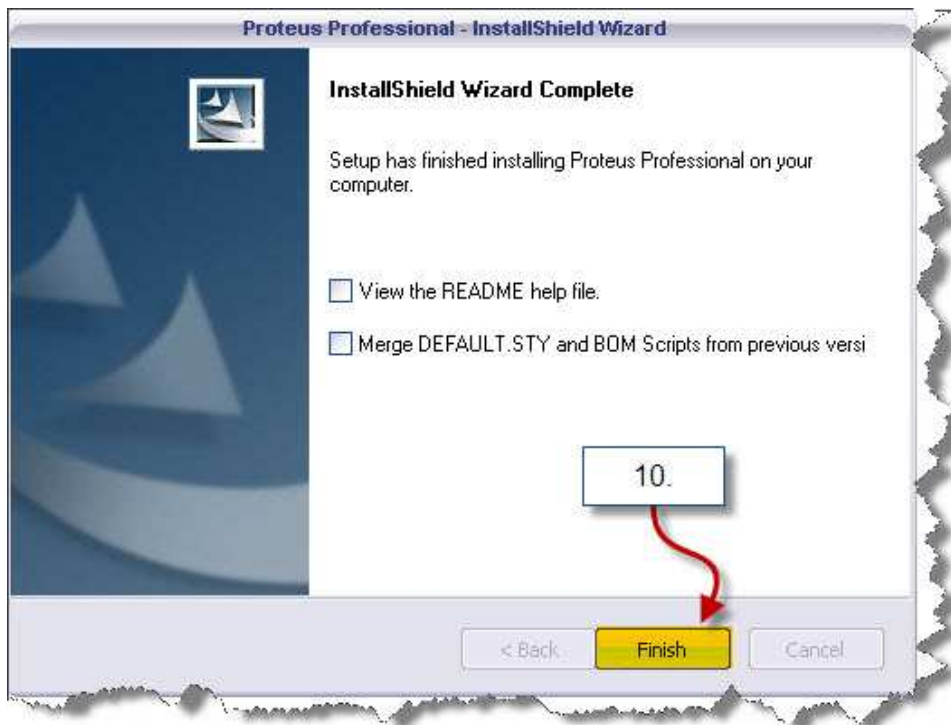 Proteus Professional - InstallShield Wizard
InstallShield Wizard Complete
Setup has finished installing Proteus Professional on your
computer.
View the README help file.
Merge DEFAULT.STY and BOM Scripts from previous versi
10.
< Back
Finish
Cancel